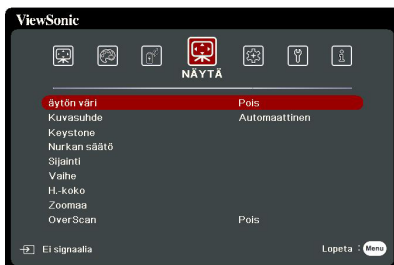 ViewSonic
NÄYTÄ
äytön väri Pois
Kuvasuhde Automaattinen
Keystone
Nurkan säätö
Sijainti
Vaihe
H.-koko
Zoomaa
OverScan Pois
Ei signaalia Lopeta : Menu